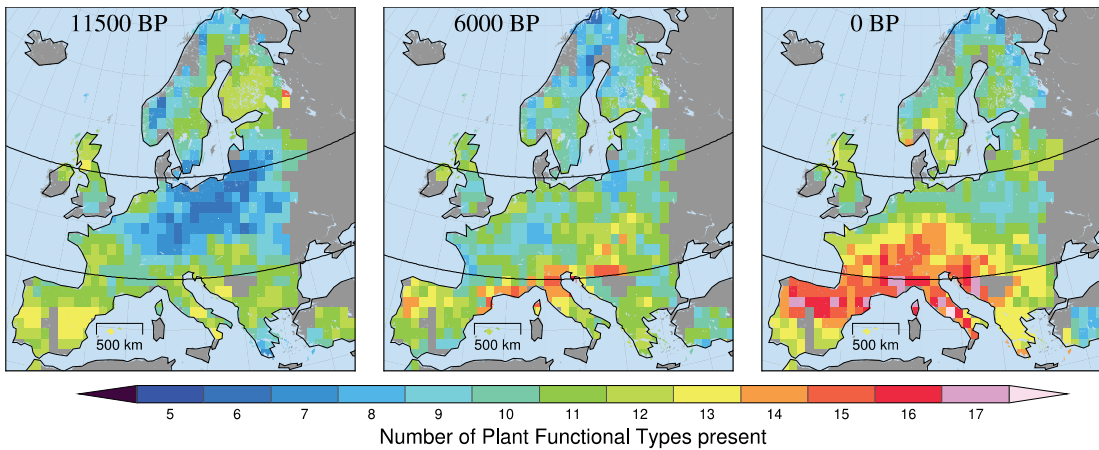 11500 BP
6000 BP
0 BP
500 km
500 km
500 km
5 6 7 8 9 10 11 12 13 14 15 16 17
Number of Plant Functional Types present